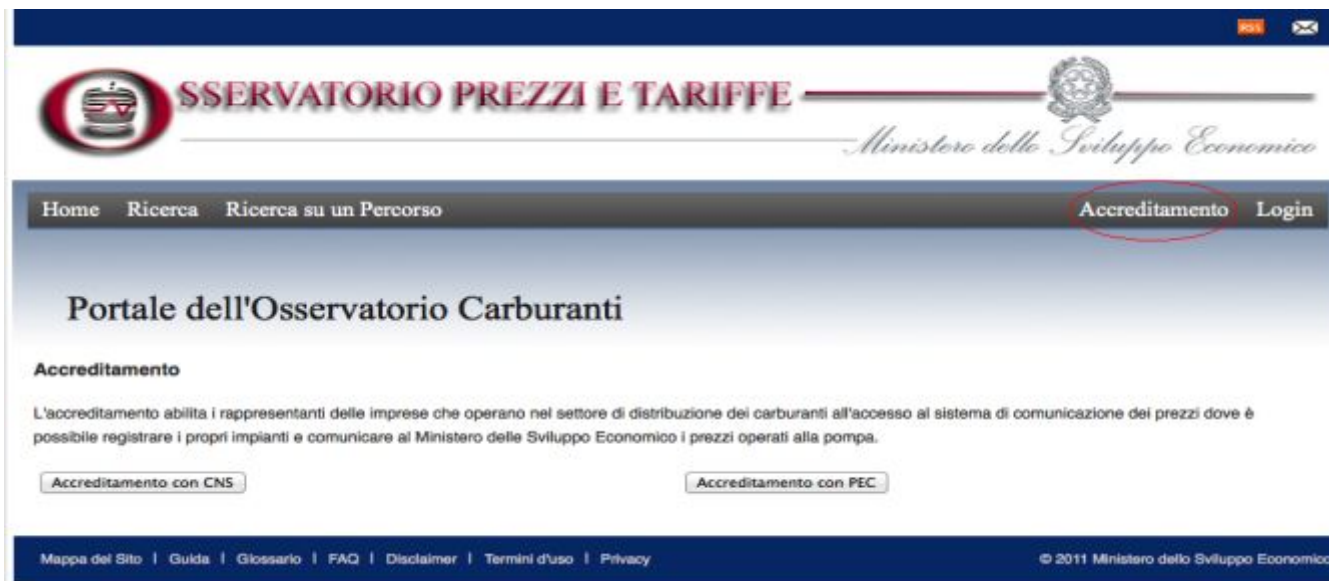 RSS
OSSERVATORIO PREZZI E TARIFFE
Ministero dello Sviluppo Economico
Home Ricerca Ricerca su un Percorso Accreditamento Login
Portale dell'Osservatorio Carburanti
Accreditamento
L'accreditamento abilita i rappresentanti delle imprese che operano nel settore di distribuzione dei carburanti all'accesso al sistema di comunicazione dei prezzi dove è
possibile registrare i propri impianti e comunicare al Ministero delle Sviluppo Economico i prezzi operati alla pompa.
Accreditamento con CNS Accreditamento con PEC
Mappa del Sito | Guida | Glossario | FAQ | Disclaimer | Termini d'uso | Privacy © 2011 Ministero dello Sviluppo Economico